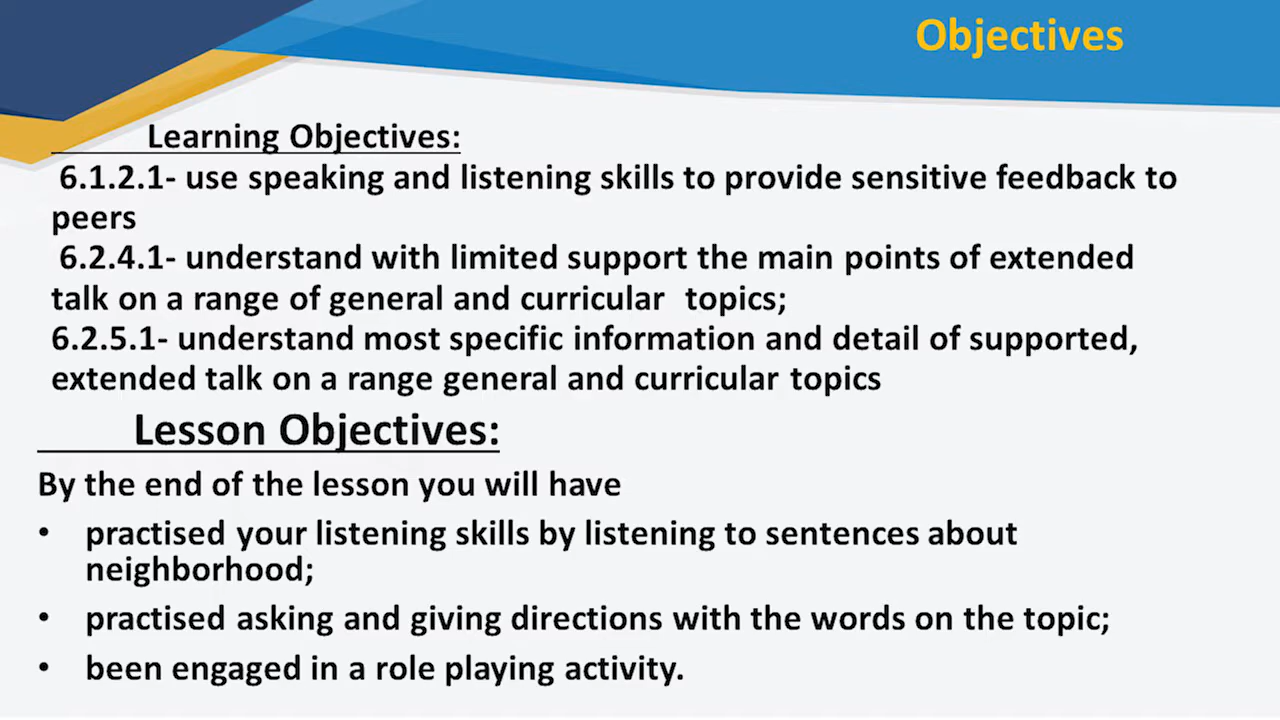 Objectives
Learning Objectives:
6.1.2.1- use speaking and listening skills to provide sensitive feedback to
peers
6.2.4.1- understand with limited support the main points of extended
talk on a range of general and curricular topics;
6.2.5.1- understand most specific information and detail of supported,
extended talk on a range general and curricular topics
Lesson Objectives:
By the end of the lesson you will have
• practised your listening skills by listening to sentences about
neighborhood;
• practised asking and giving directions with the words on the topic;
• been engaged in a role playing activity.